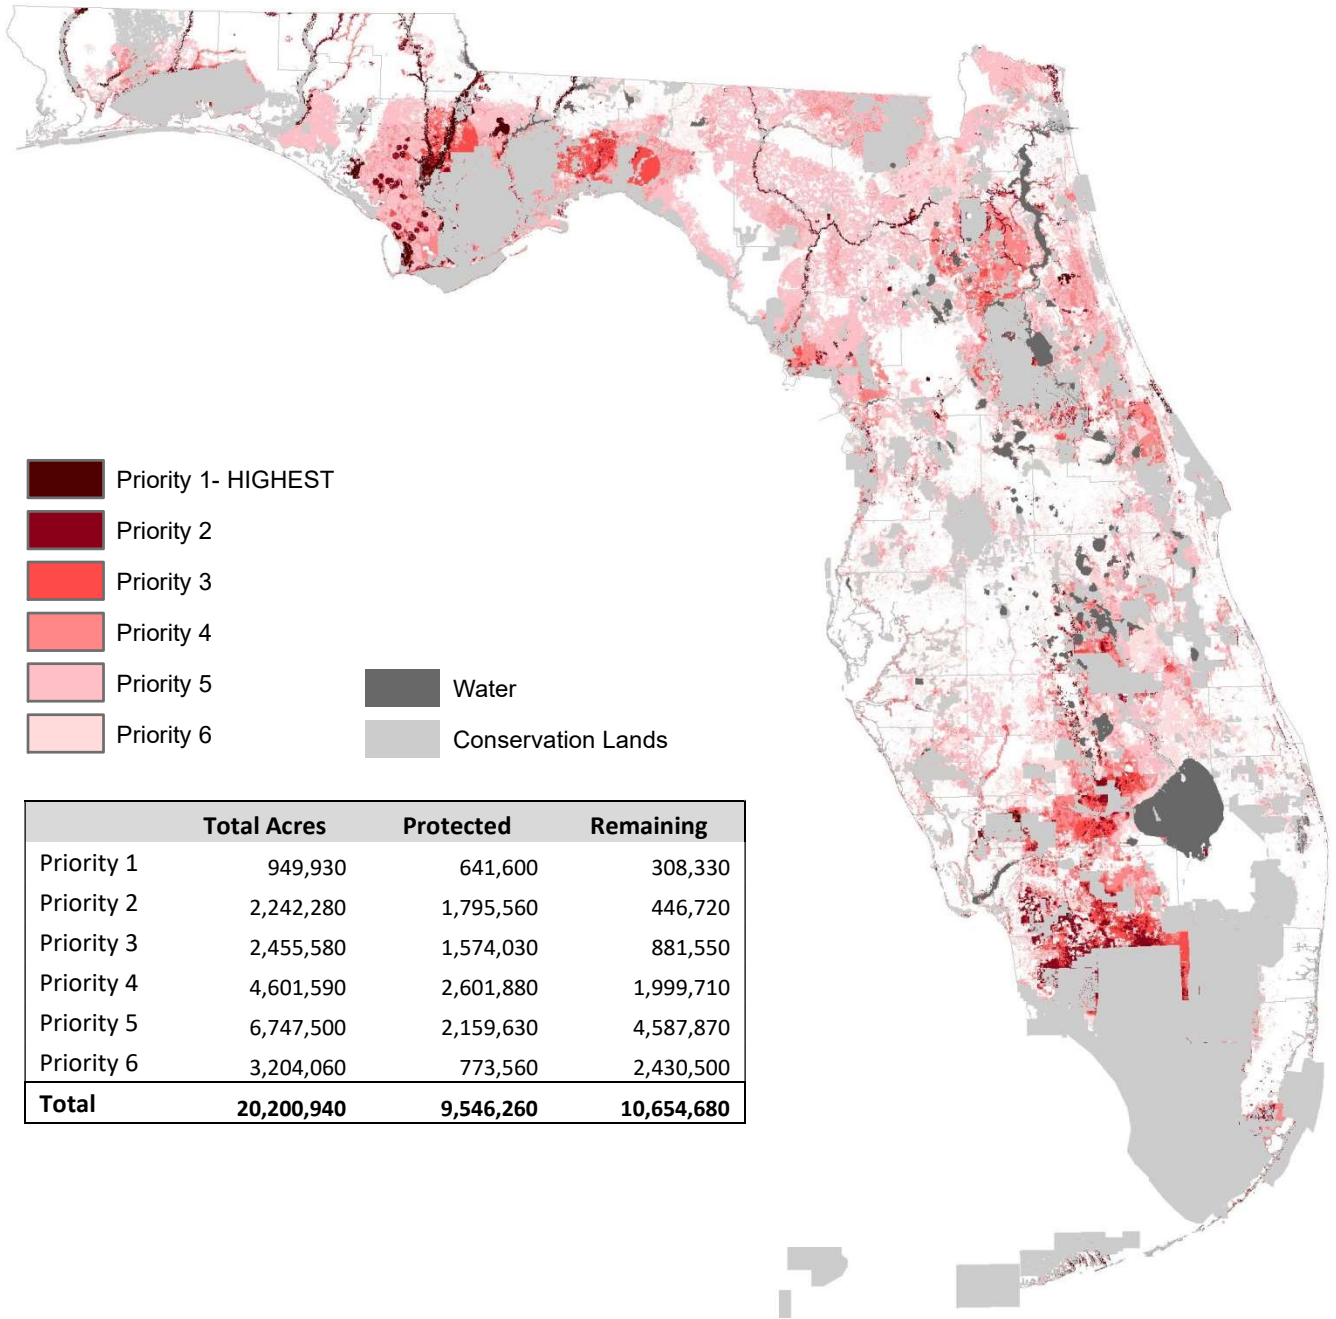 Priority 1- HIGHEST
Priority 2
Priority 3
Priority 4
Priority 5
Priority 6
Water
Conservation Lands
Total Acres Protected Remaining
Priority 1 949,930 641,600 308,330
Priority 2 2,242,280 1,795,560 446,720
Priority 3 2,455,580 1,574,030 881,550
Priority 4 4,601,590 2,601,880 1,999,710
Priority 5 6,747,500 2,159,630 4,587,870
Priority 6 3,204,060 773,560 2,430,500
Total 20,200,940 9,546,260 10,654,680